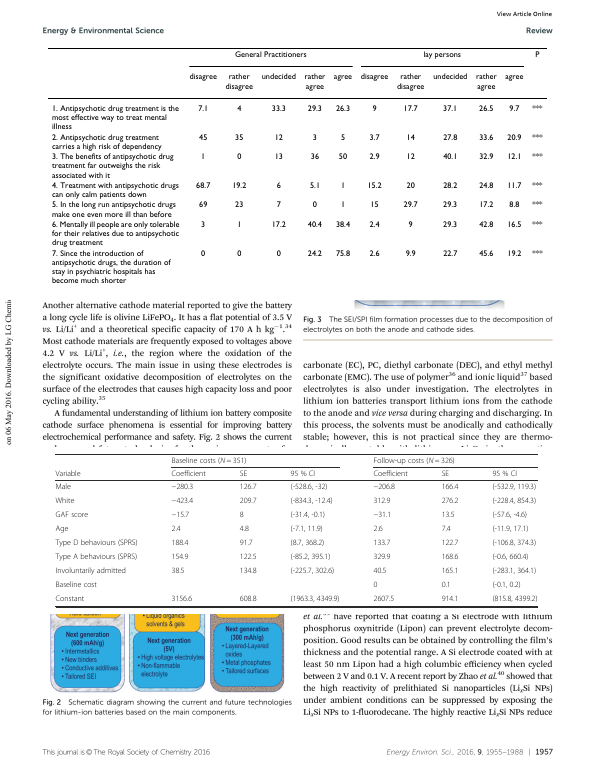 View Article Online
Energy & Environmental Science
Review
General Practitioners lay persons P
disagree rather disagree undecided rather agree agree disagree rather disagree undecided rather agree agree
1. Antipsychotic drug treatment is the most effective way to treat mental illness 7.1 4 33.3 29.3 26.3 9 17.7 37.1 26.5 9.7 ***
2. Antipsychotic drug treatment carries a high risk of dependency 45 35 12 3 5 3.7 14 27.8 33.6 20.9 ***
3. The benefits of antipsychotic drug treatment far outweighs the risk associated with it 1 0 13 36 50 2.9 12 40.1 32.9 12.1 ***
4. Treatment with antipsychotic drugs can only calm patients down 68.7 19.2 6 5.1 1 15.2 20 28.2 24.8 11.7 ***
5. In the long run antipsychotic drugs make one even more ill than before 69 23 7 0 1 15 29.7 29.3 17.2 8.8 ***
6. Mentally ill people are only tolerable for their relatives due to antipsychotic drug treatment 3 1 17.2 40.4 38.4 2.4 9 29.3 42.8 16.5 ***
7. Since the introduction of antipsychotic drugs, the duration of stay in psychiatric hospitals has become much shorter 0 0 0 24.2 75.8 2.6 9.9 22.7 45.6 19.2 ***
on 06 May 2016. Downloaded by LG Chemi
Another alternative cathode material reported to give the battery
a long cycle life is olivine LiFePO4. It has a flat potential of 3.5 V
vs. Li/Li+ and a theoretical specific capacity of 170 A h kg−1.34
Most cathode materials are frequently exposed to voltages above
4.2 V vs. Li/Li+, i.e., the region where the oxidation of the
electrolyte occurs. The main issue in using these electrodes is
the significant oxidative decomposition of electrolytes on the
surface of the electrodes that causes high capacity loss and poor
cycling ability.35
A fundamental understanding of lithium ion battery composite
cathode surface phenomena is essential for improving battery
electrochemical performance and safety. Fig. 2 shows the current
Fig. 3 The SEI/SPI film formation processes due to the decomposition of
electrolytes on both the anode and cathode sides.
carbonate (EC), PC, diethyl carbonate (DEC), and ethyl methyl
carbonate (EMC). The use of polymer36 and ionic liquid37 based
electrolytes is also under investigation. The electrolytes in
lithium ion batteries transport lithium ions from the cathode
to the anode and vice versa during charging and discharging. In
this process, the solvents must be anodically and cathodically
stable; however, this is not practical since they are thermo-
Baseline costs (N = 351) Follow-up costs (N = 326)
Variable Coefficient SE 95 % CI Coefficient SE 95 % CI
Male −280.3 126.7 (-528.6, -32) −206.8 166.4 (-532.9, 119.3)
White −423.4 209.7 (-834.3, -12.4) 312.9 276.2 (-228.4, 854.3)
GAF score −15.7 8 (-31.4, -0.1) −31.1 13.5 (-57.6, -4.6)
Age 2.4 4.8 (-7.1, 11.9) 2.6 7.4 (-11.9, 17.1)
Type D behaviours (SPRS) 188.4 91.7 (8.7, 368.2) 133.7 122.7 (-106.8, 374.3)
Type A behaviours (SPRS) 154.9 122.5 (-85.2, 395.1) 329.9 168.6 (-0.6, 660.4)
Involuntarily admitted 38.5 134.8 (-225.7, 302.6) 40.5 165.1 (-283.1, 364.1)
Baseline cost 0 0.1 (-0.1, 0.2)
Constant 3156.6 608.8 (1963.3, 4349.9) 2607.5 914.1 (815.8, 4399.2)
Next generation
(600 mAh/g)
• Intermetallics
• New binders
• Conductive additives
• Tailored SEI
• Liquid organics
solvents & gels
Next generation
(5V)
• High voltage electrolytes
• Non-flammable
electrolyte
Next generation
(300 mAh/g)
• Layered-Layered
oxides
• Metal phosphates
• Tailored surfaces
Fig. 2 Schematic diagram showing the current and future technologies
for lithium–ion batteries based on the main components.
et al. have reported that coating a Si electrode with lithium
phosphorus oxynitride (Lipon) can prevent electrolyte decom-
position. Good results can be obtained by controlling the film's
thickness and the potential range. A Si electrode coated with at
least 50 nm Lipon had a high columbic efficiency when cycled
between 2 V and 0.1 V. A recent report by Zhao et al.40 showed that
the high reactivity of prelithiated Si nanoparticles (LixSi NPs)
under ambient conditions can be suppressed by exposing the
LixSi NPs to 1-fluorodecane. The highly reactive LixSi NPs reduce
This journal is © The Royal Society of Chemistry 2016
Energy Environ. Sci., 2016, 9, 1955–1988 | 1957